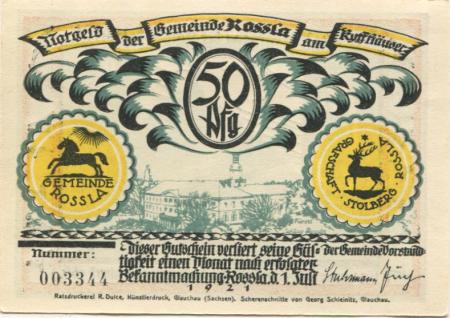 Notgeld der Gemeinde Rossla am Kyffhäuser
50
Pfg
GEMEINDE
ROSSLA
GRAFSCHAFT · STOLBERG · ROSSLA
Nummer:
003344
dieser Gutschein verliert seine Gül-
tigkeit einen Monat nach erfolgter
Bekanntmachung. Rossla, d. 1. Juli
1921
der Gemeindevorstand
Ratsdruckerei R. Dulce, Künstlerdruck, Glauchau (Sachsen). Scherenschnitte von Georg Schleinitz, Glauchau.